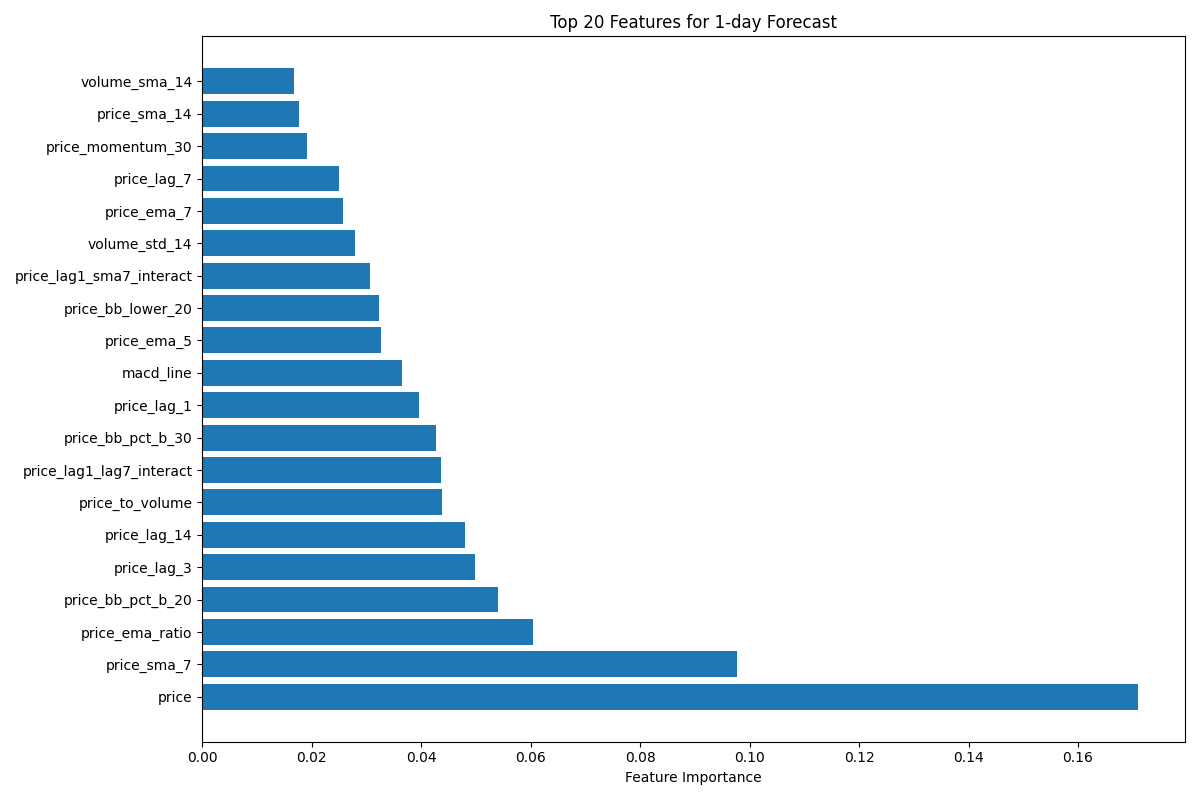 Top 20 Features for 1-day Forecast
volume_sma_14
price_sma_14
price_momentum_30
price_lag_7
price_ema_7
volume_std_14
price_lag1_sma7_interact
price_bb_lower_20
price_ema_5
macd_line
price_lag_1
price_bb_pct_b_30
price_lag1_lag7_interact
price_to_volume
price_lag_14
price_lag_3
price_bb_pct_b_20
price_ema_ratio
price_sma_7
price
0.00 0.02 0.04 0.06 0.08 0.10 0.12 0.14 0.16
Feature Importance